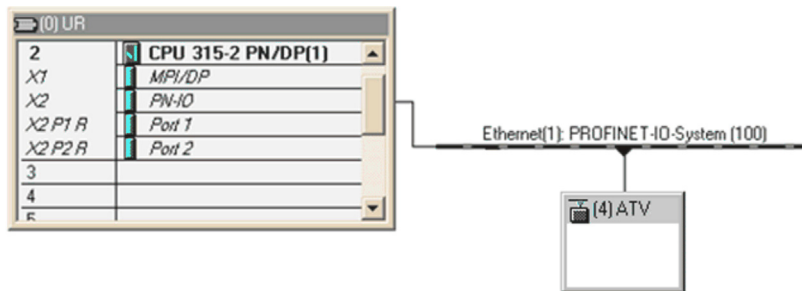 (0) UR
2 CPU 315-2 PN/DP(1)
X1 MPI/DP
X2 PN-IO
X2 P1 R Port 1
X2 P2 R Port 2
3
4
5
Ethernet(1): PROFINET-IO-System (100)
(4) ATV